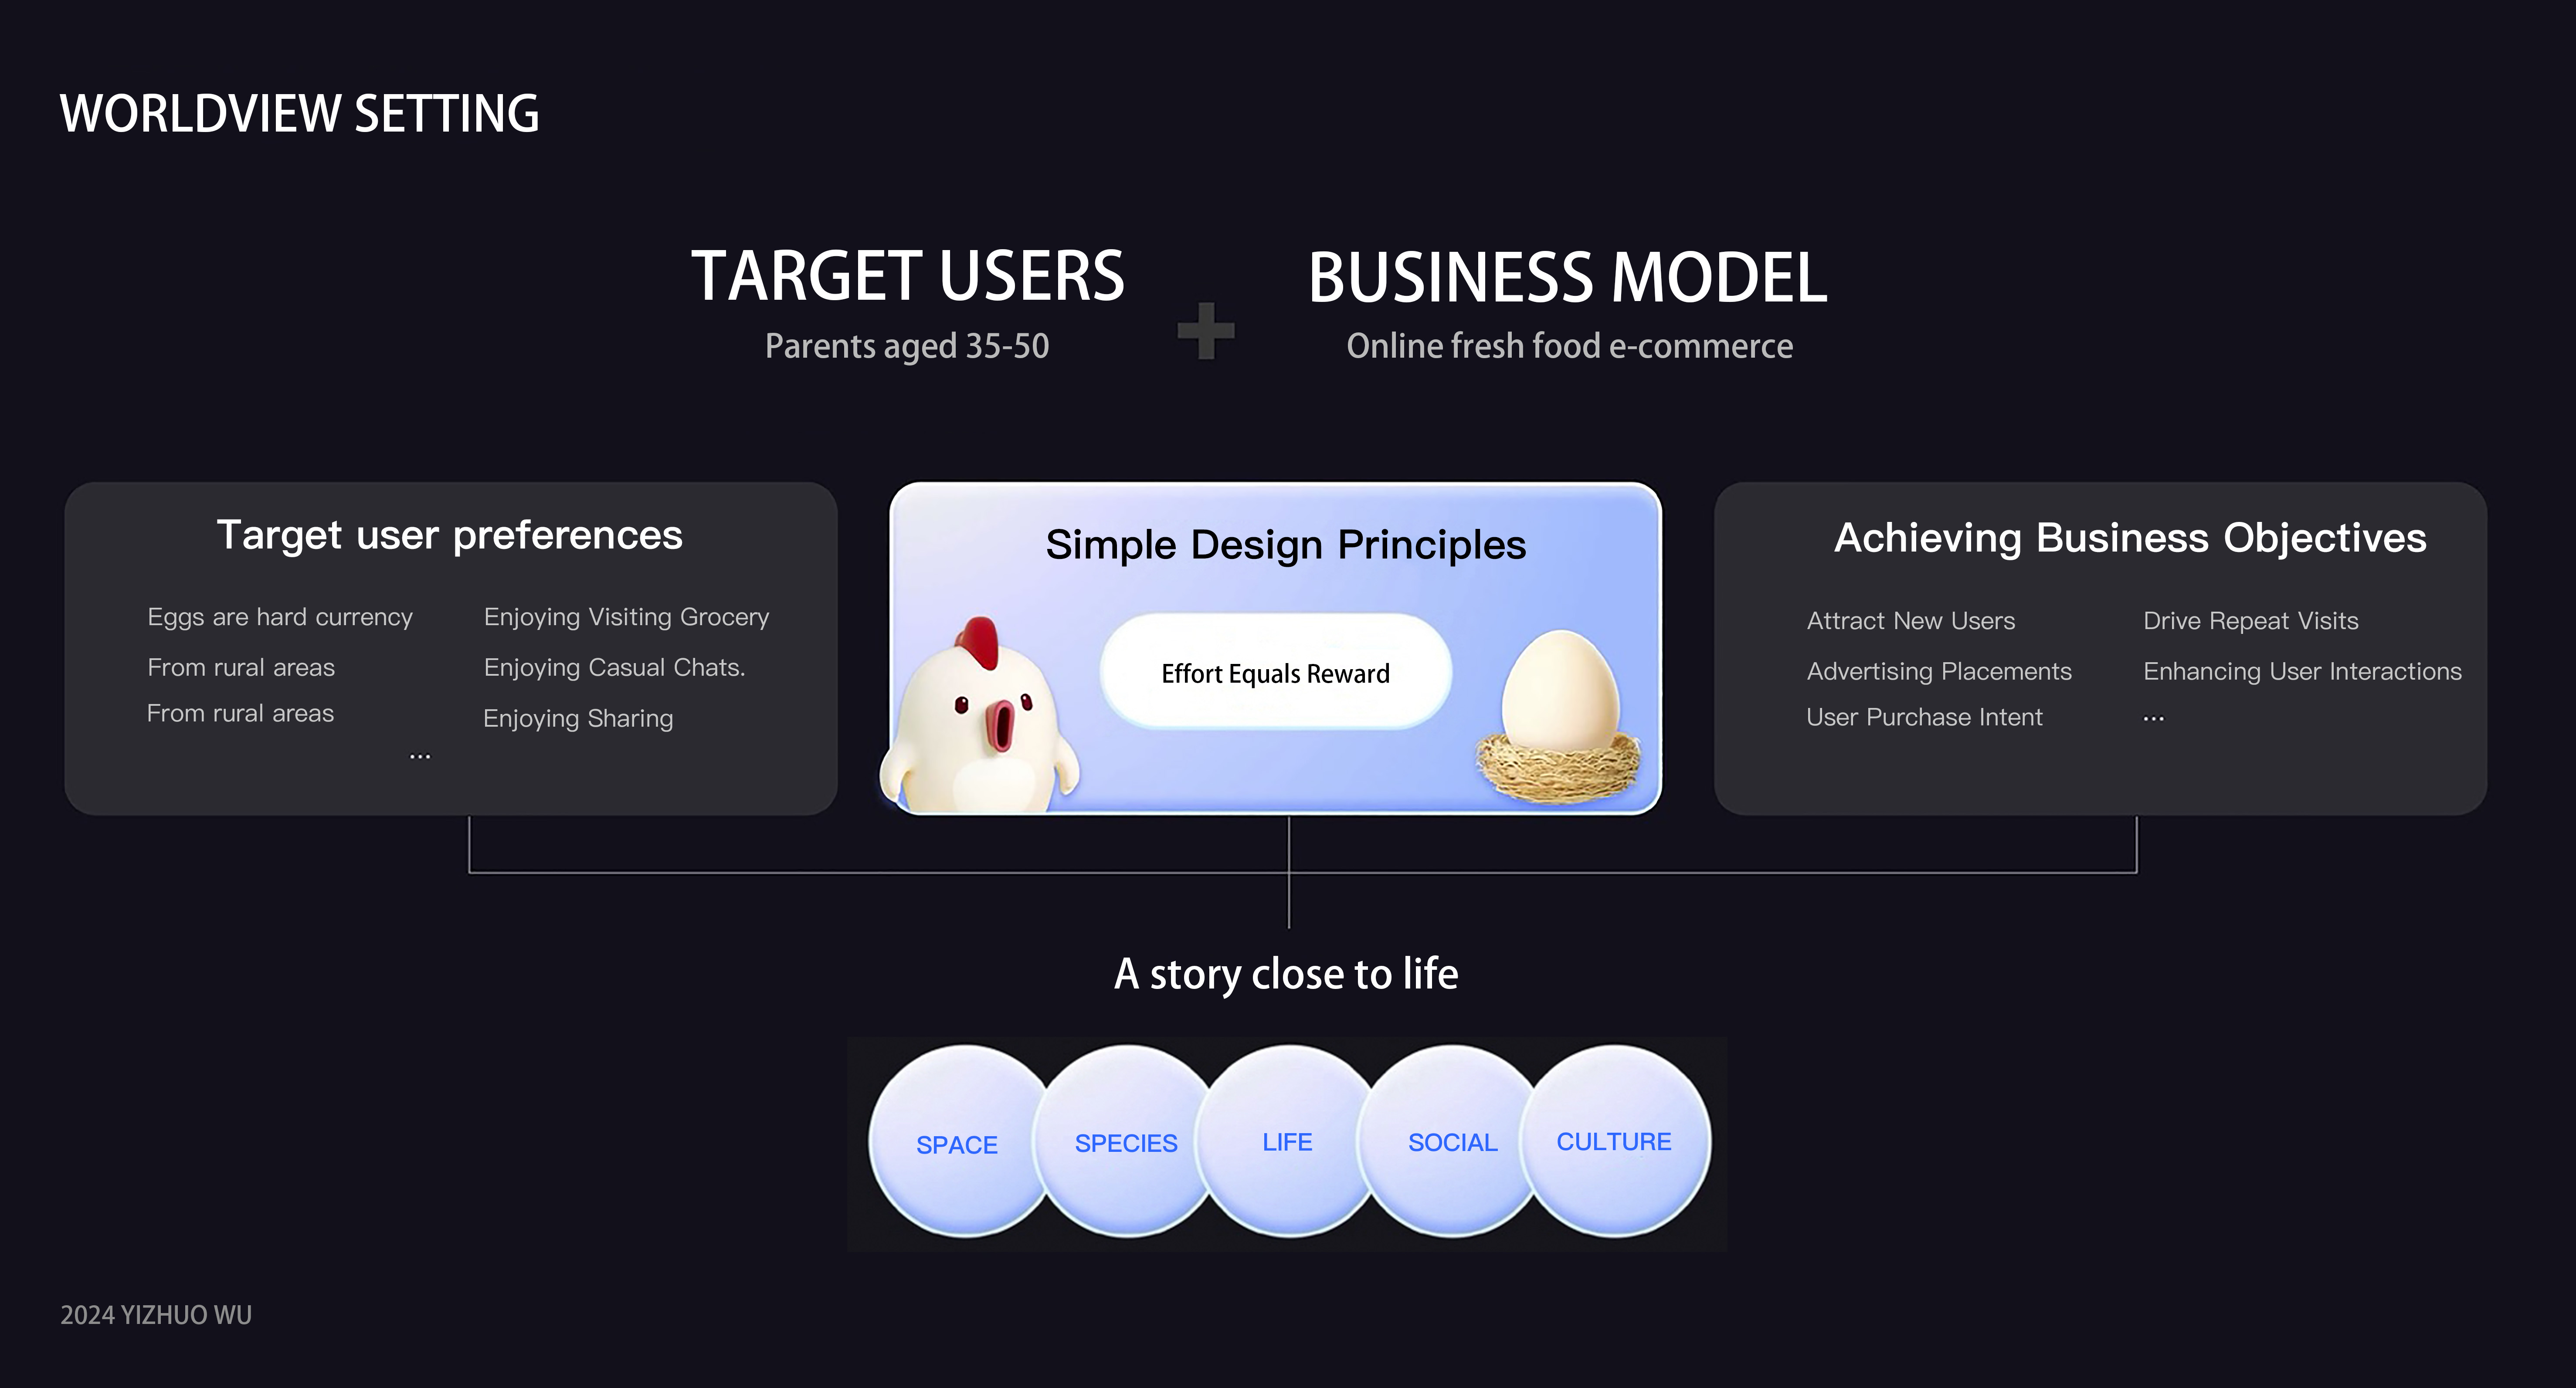 WORLDVIEW SETTING
TARGET USERS
Parents aged 35-50
BUSINESS MODEL
Online fresh food e-commerce
Target user preferences
Eggs are hard currency
From rural areas
From rural areas
Enjoying Visiting Grocery
Enjoying Casual Chats.
Enjoying Sharing
...
Simple Design Principles
Effort Equals Reward
Achieving Business Objectives
Attract New Users
Advertising Placements
User Purchase Intent
Drive Repeat Visits
Enhancing User Interactions
...
A story close to life
SPACE
SPECIES
LIFE
SOCIAL
CULTURE
2024 YIZHUO WU